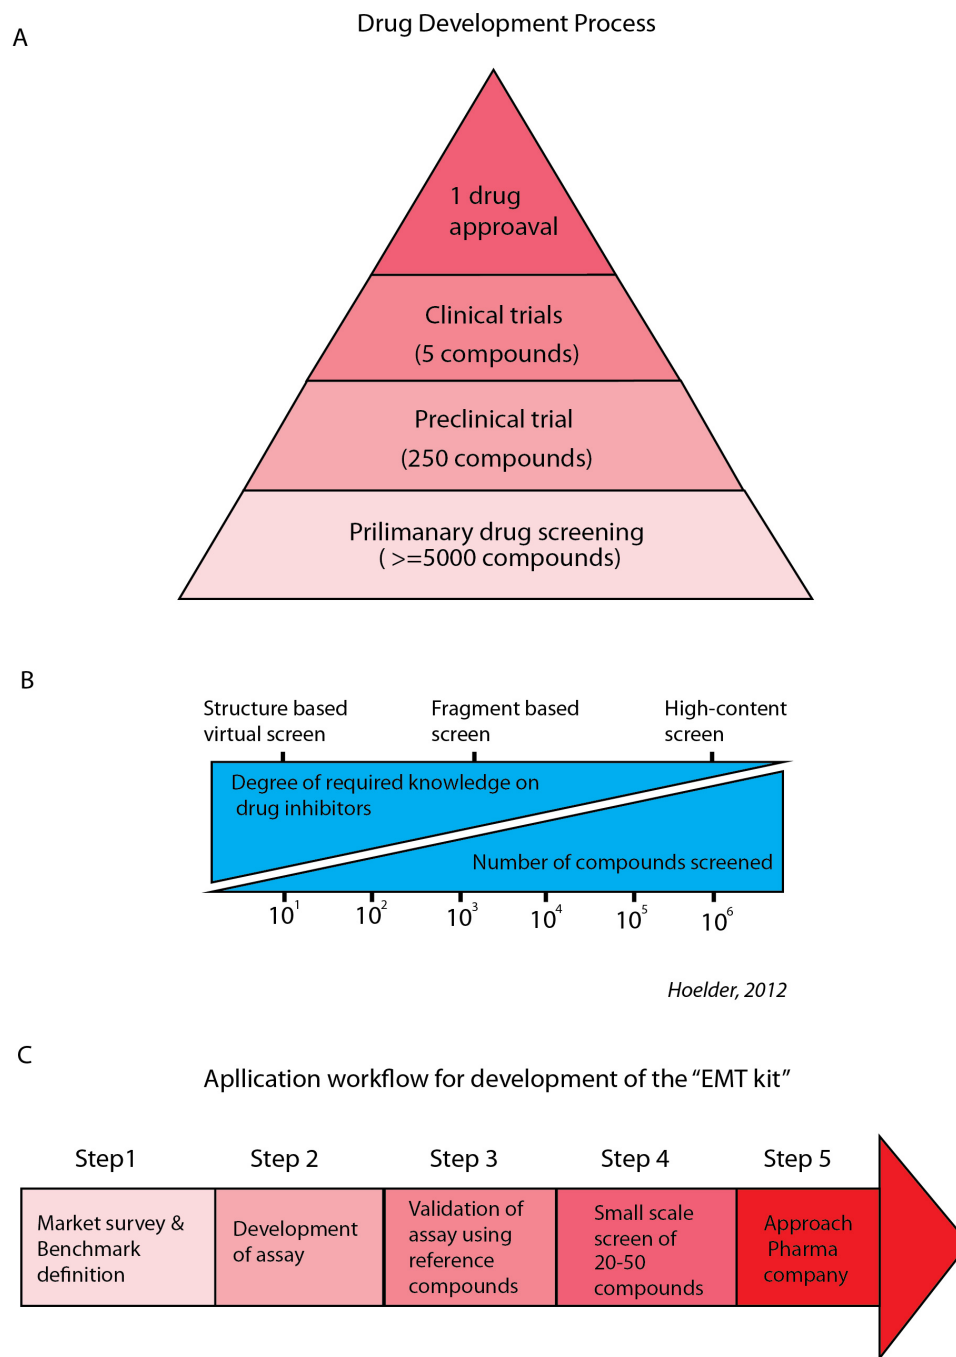 A
Drug Development Process
1 drug
approaval
Clinical trials
(5 compounds)
Preclinical trial
(250 compounds)
Prilimanary drug screening
( >=5000 compounds)
B
Structure based
virtual screen
Fragment based
screen
High-content
screen
Degree of required knowledge on
drug inhibitors
Number of compounds screened
10¹ 10² 10³ 10⁴ 10⁵ 10⁶
Hoelder, 2012
C
Apllication workflow for development of the “EMT kit”
Step1 Step 2 Step 3 Step 4 Step 5
Market survey &
Benchmark
definition
Development
of assay
Validation of
assay using
reference
compounds
Small scale
screen of
20-50
compounds
Approach
Pharma
company